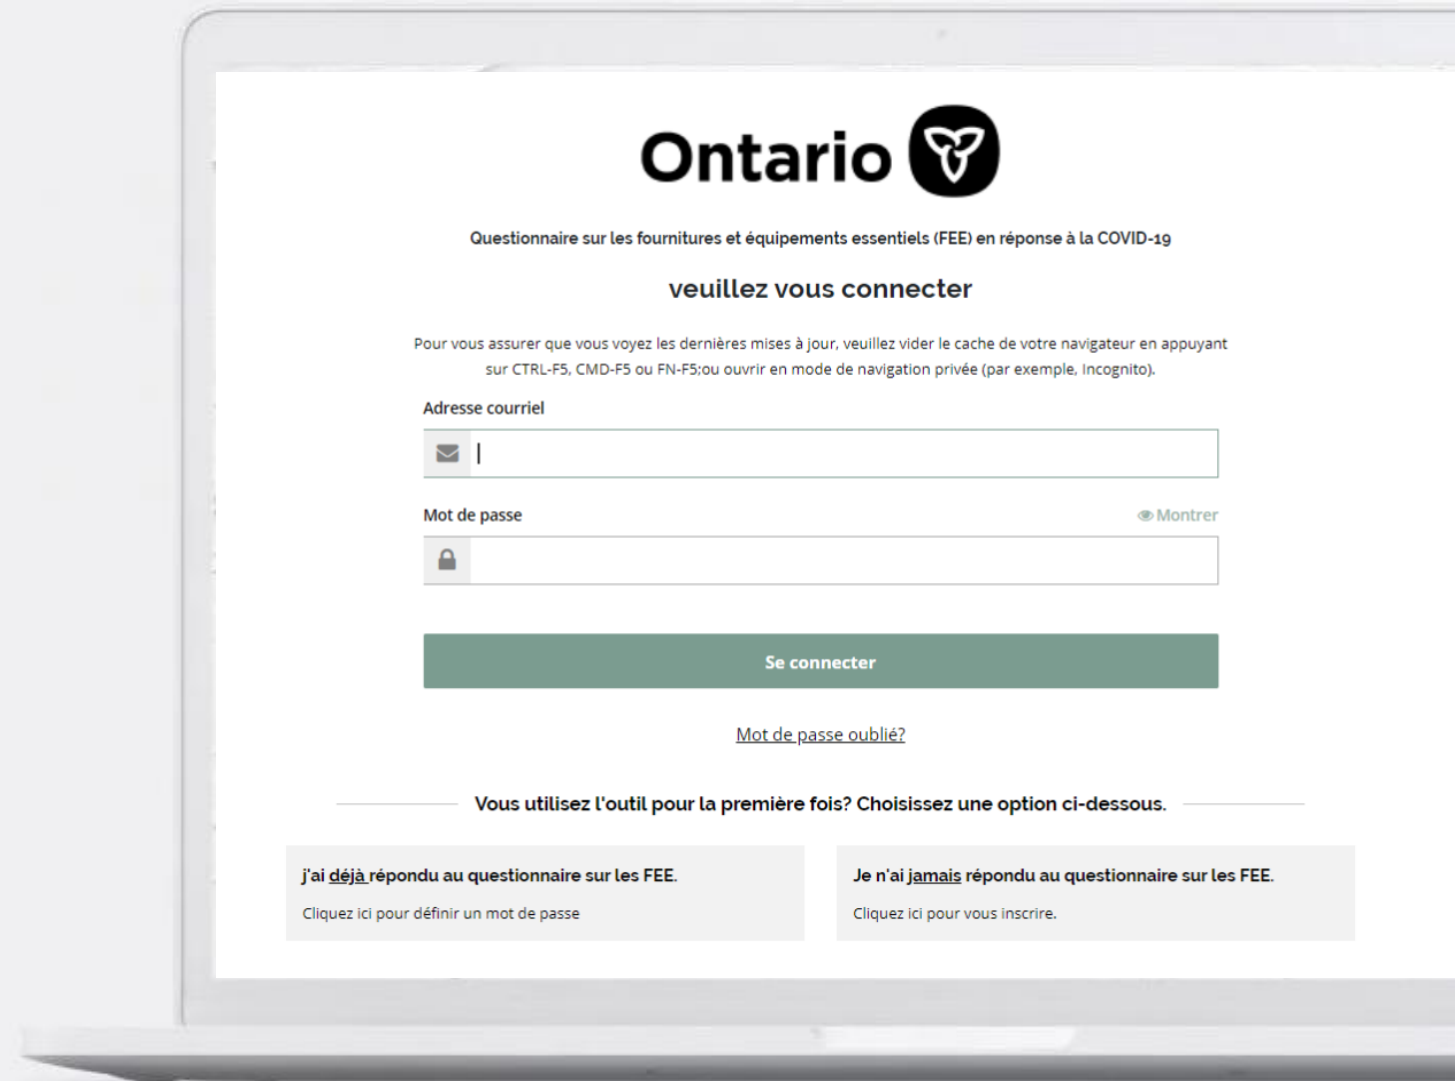 Ontario
Questionnaire sur les fournitures et équipements essentiels (FEE) en réponse à la COVID-19
veuillez vous connecter
Pour vous assurer que vous voyez les dernières mises à jour, veuillez vider le cache de votre navigateur en appuyant
sur CTRL-F5, CMD-F5 ou FN-F5;ou ouvrir en mode de navigation privée (par exemple, Incognito).
Adresse courriel
Mot de passe
Montrer
Se connecter
Mot de passe oublié?
Vous utilisez l'outil pour la première fois? Choisissez une option ci-dessous.
j'ai déjà répondu au questionnaire sur les FEE.
Cliquez ici pour définir un mot de passe
Je n'ai jamais répondu au questionnaire sur les FEE.
Cliquez ici pour vous inscrire.